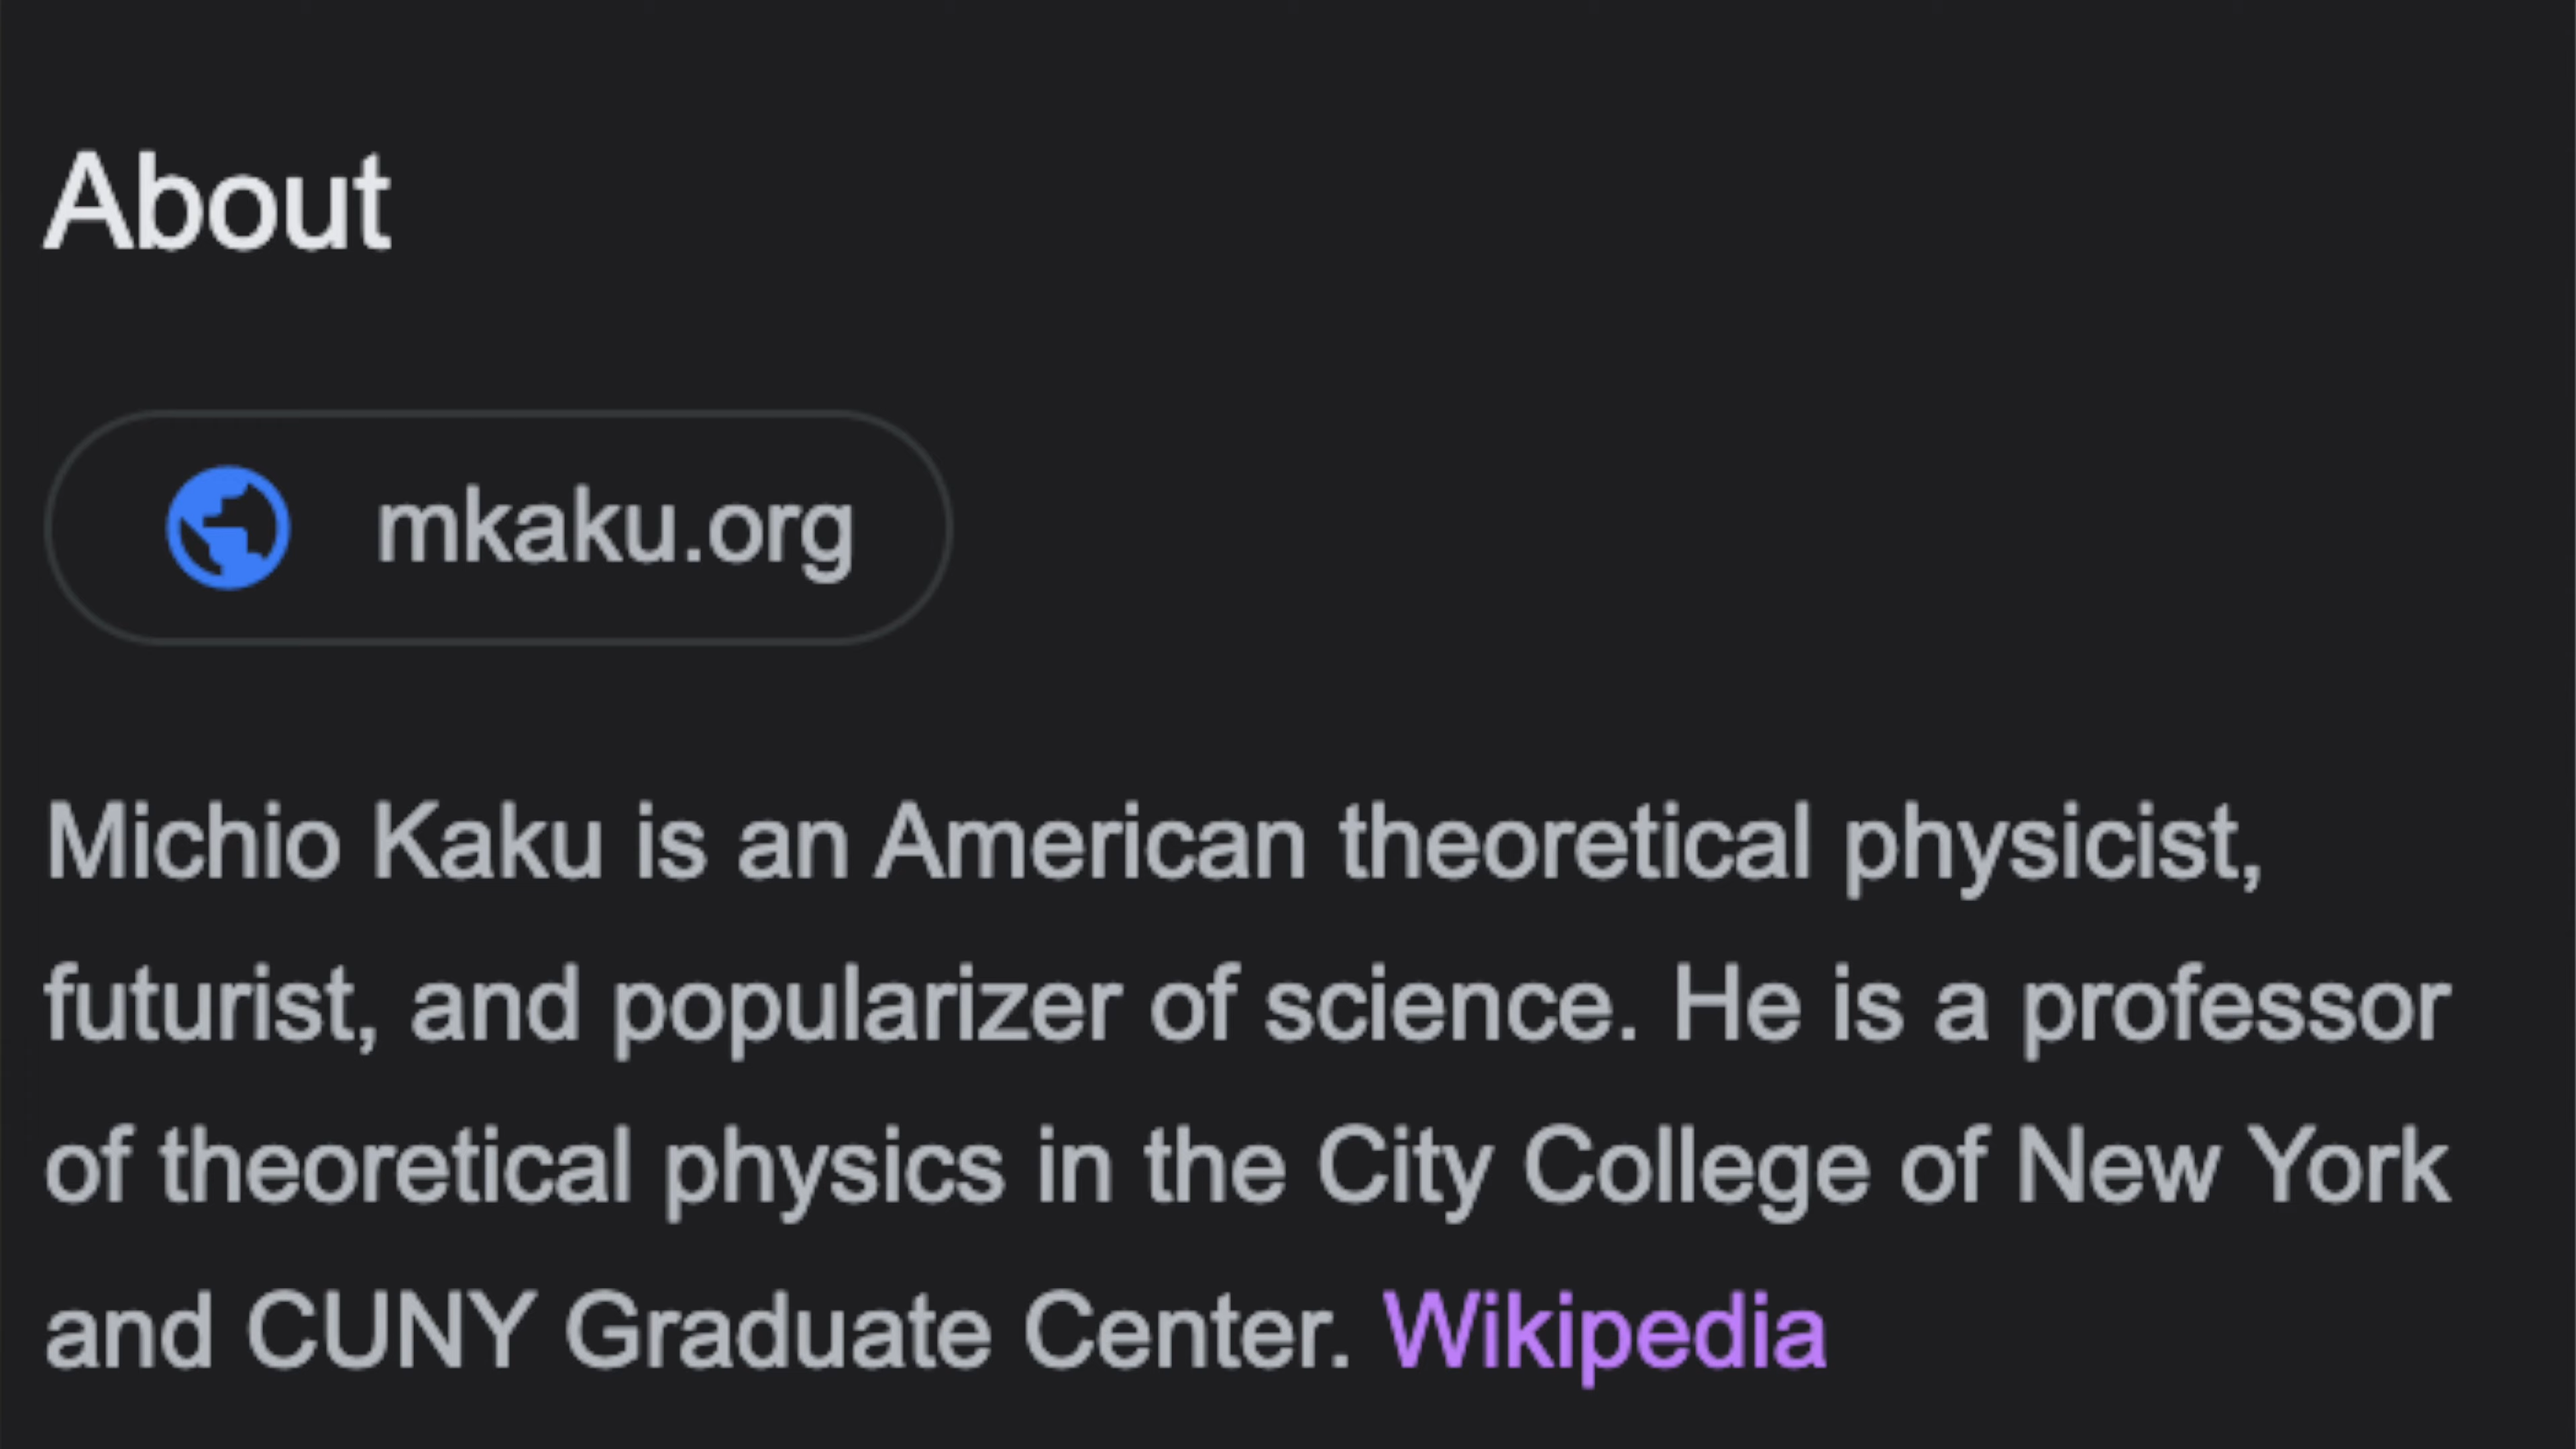 About
mkaku.org
Michio Kaku is an American theoretical physicist,
futurist, and popularizer of science. He is a professor
of theoretical physics in the City College of New York
and CUNY Graduate Center. Wikipedia